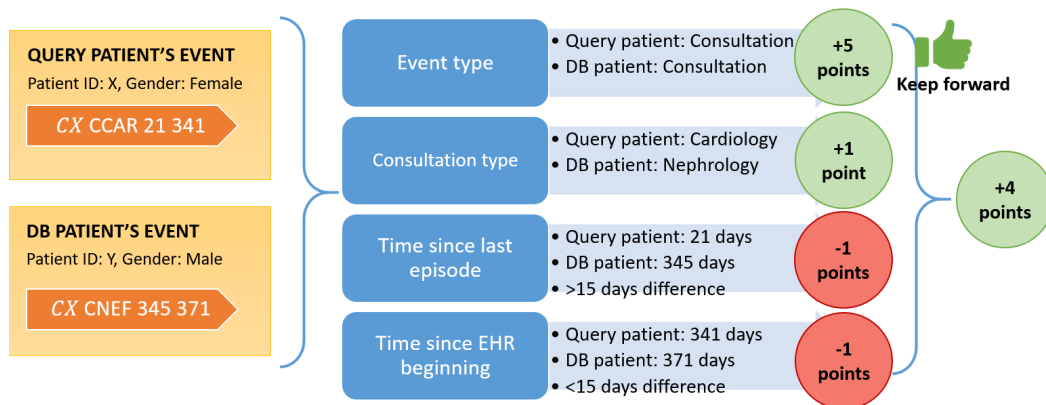 QUERY PATIENT'S EVENT
Patient ID: X, Gender: Female
CX CCAR 21 341
DB PATIENT'S EVENT
Patient ID: Y, Gender: Male
CX CNEF 345 371
Event type
• Query patient: Consultation
• DB patient: Consultation
+5
points
Keep forward
Consultation type
• Query patient: Cardiology
• DB patient: Nephrology
+1
point
Time since last
episode
• Query patient: 21 days
• DB patient: 345 days
• >15 days difference
-1
points
Time since EHR
beginning
• Query patient: 341 days
• DB patient: 371 days
• <15 days difference
-1
points
+4
points